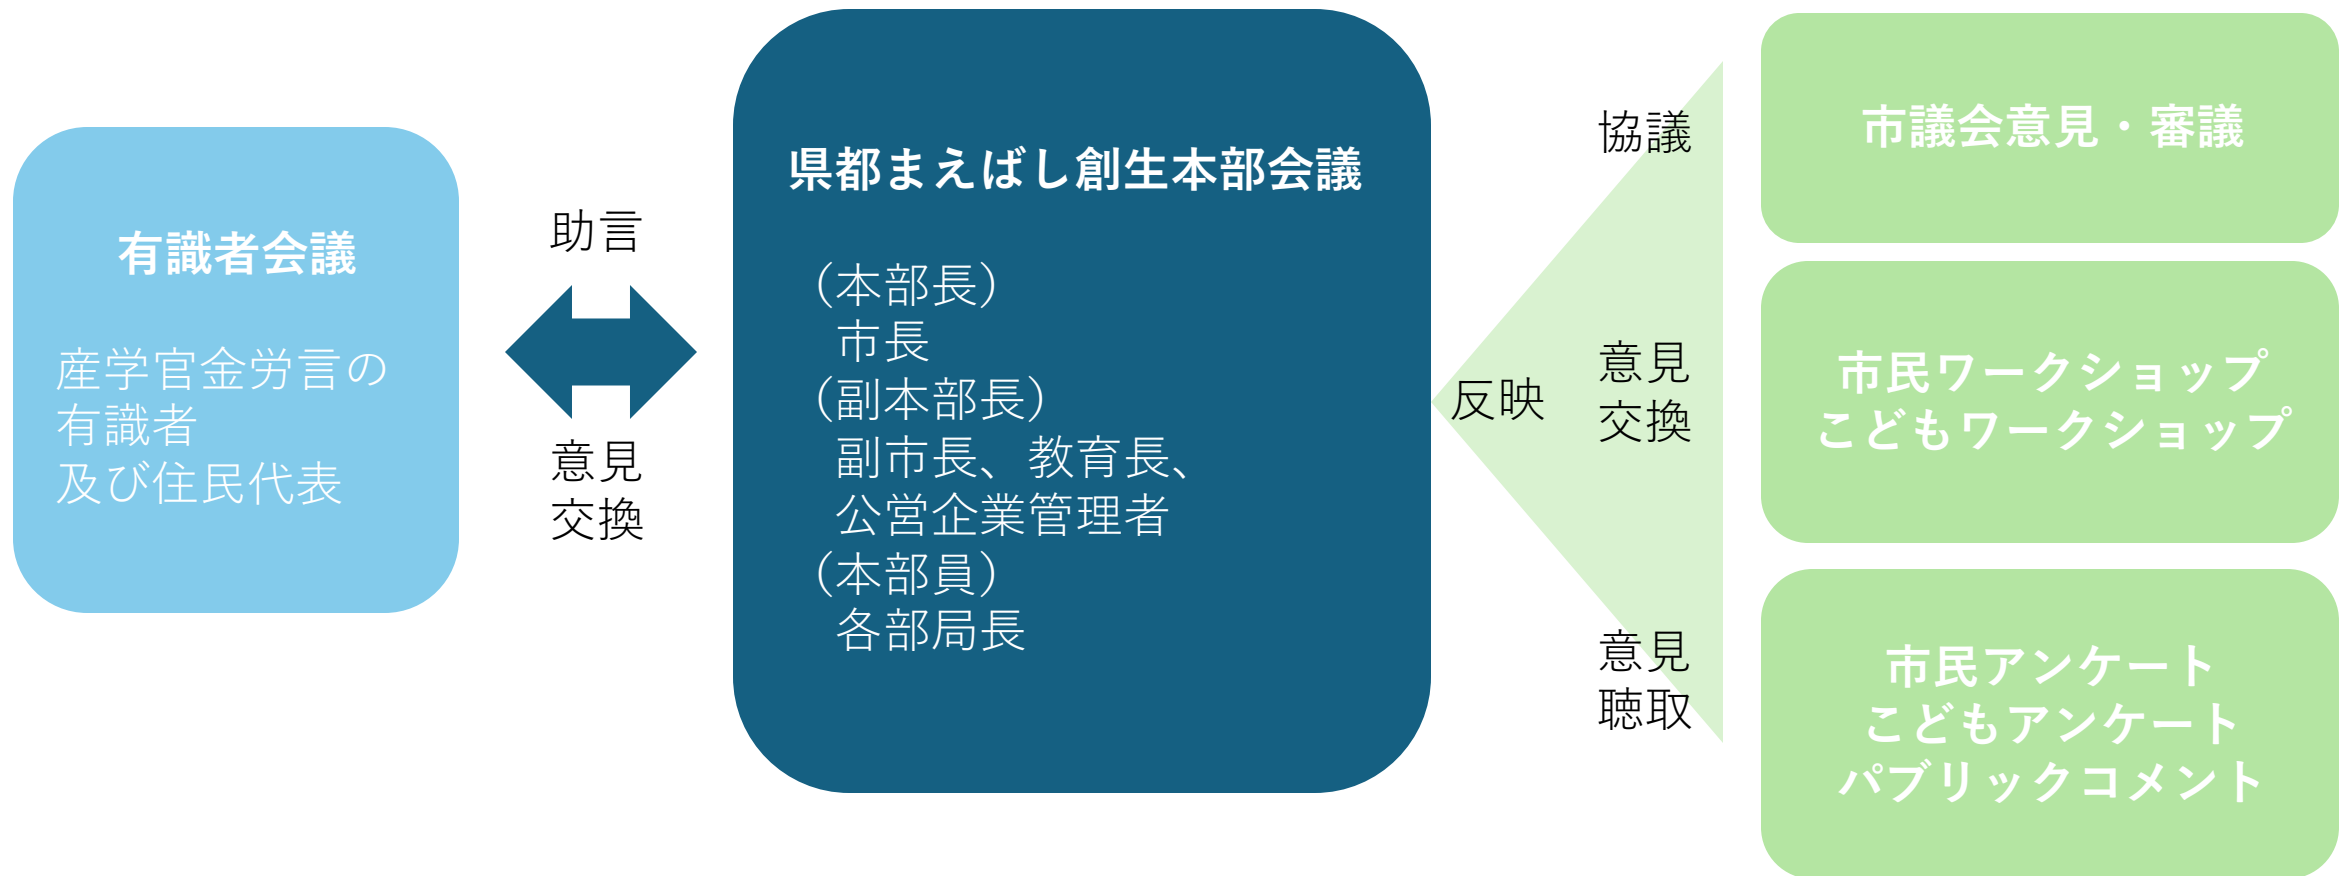 有識者会議
産学官金労言の
有識者
及び住民代表
助言
意見
交換
県都まえばし創生本部会議
（本部長）
市長
（副本部長）
副市長、教育長、
公営企業管理者
（本部員）
各部局長
反映
協議
意見
交換
意見
聴取
市議会意見・審議
市民ワークショップ
こどもワークショップ
市民アンケート
こどもアンケート
パブリックコメント